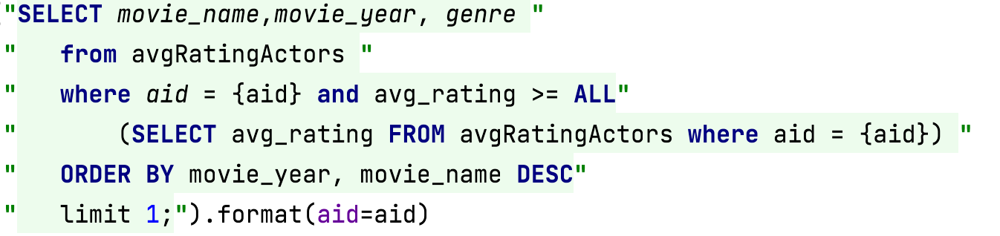 "SELECT movie_name,movie_year, genre "
"   from avgRatingActors "
"   where aid = {aid} and avg_rating >= ALL"
"       (SELECT avg_rating FROM avgRatingActors where aid = {aid}) "
"   ORDER BY movie_year, movie_name DESC"
"   limit 1;").format(aid=aid)